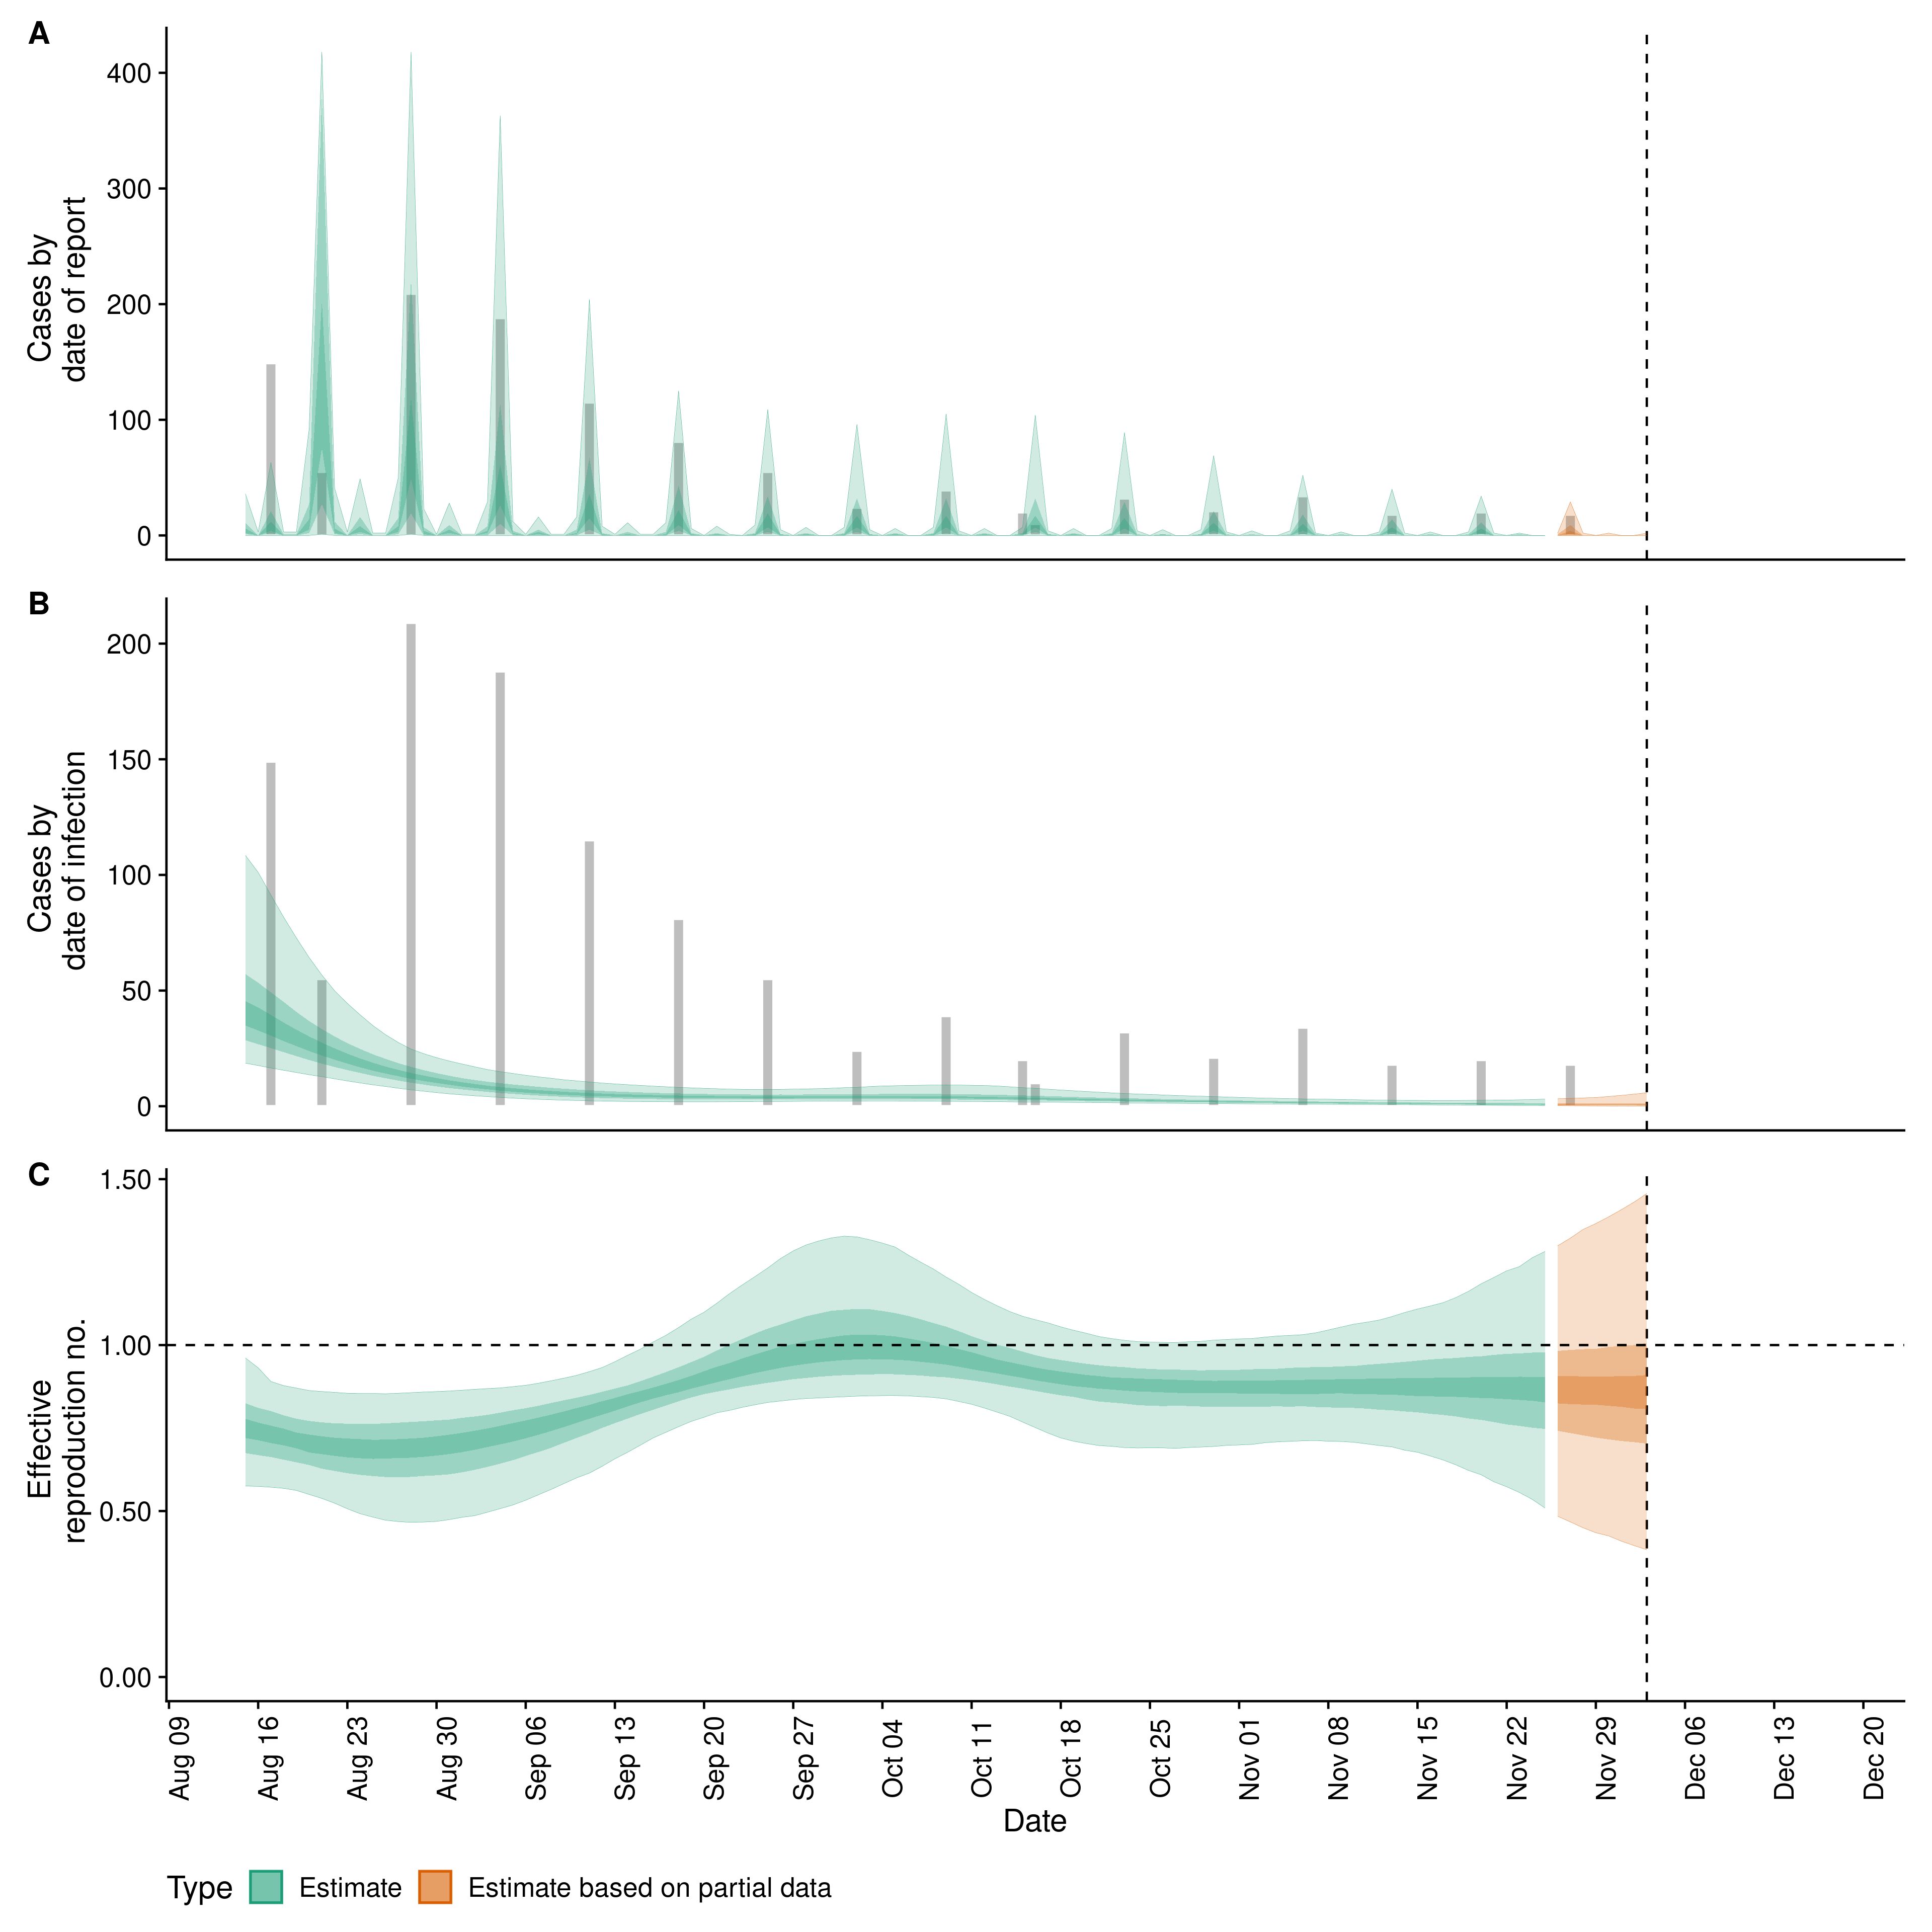 A
Cases by
date of report
400
300
200
100
0
B
Cases by
date of infection
200
150
100
50
0
C
Effective
reproduction no.
1.50
1.00
0.50
0.00
Aug 09
Aug 16
Aug 23
Aug 30
Sep 06
Sep 13
Sep 20
Sep 27
Oct 04
Oct 11
Oct 18
Oct 25
Nov 01
Nov 08
Nov 15
Nov 22
Nov 29
Dec 06
Dec 13
Dec 20
Date
Type Estimate Estimate based on partial data